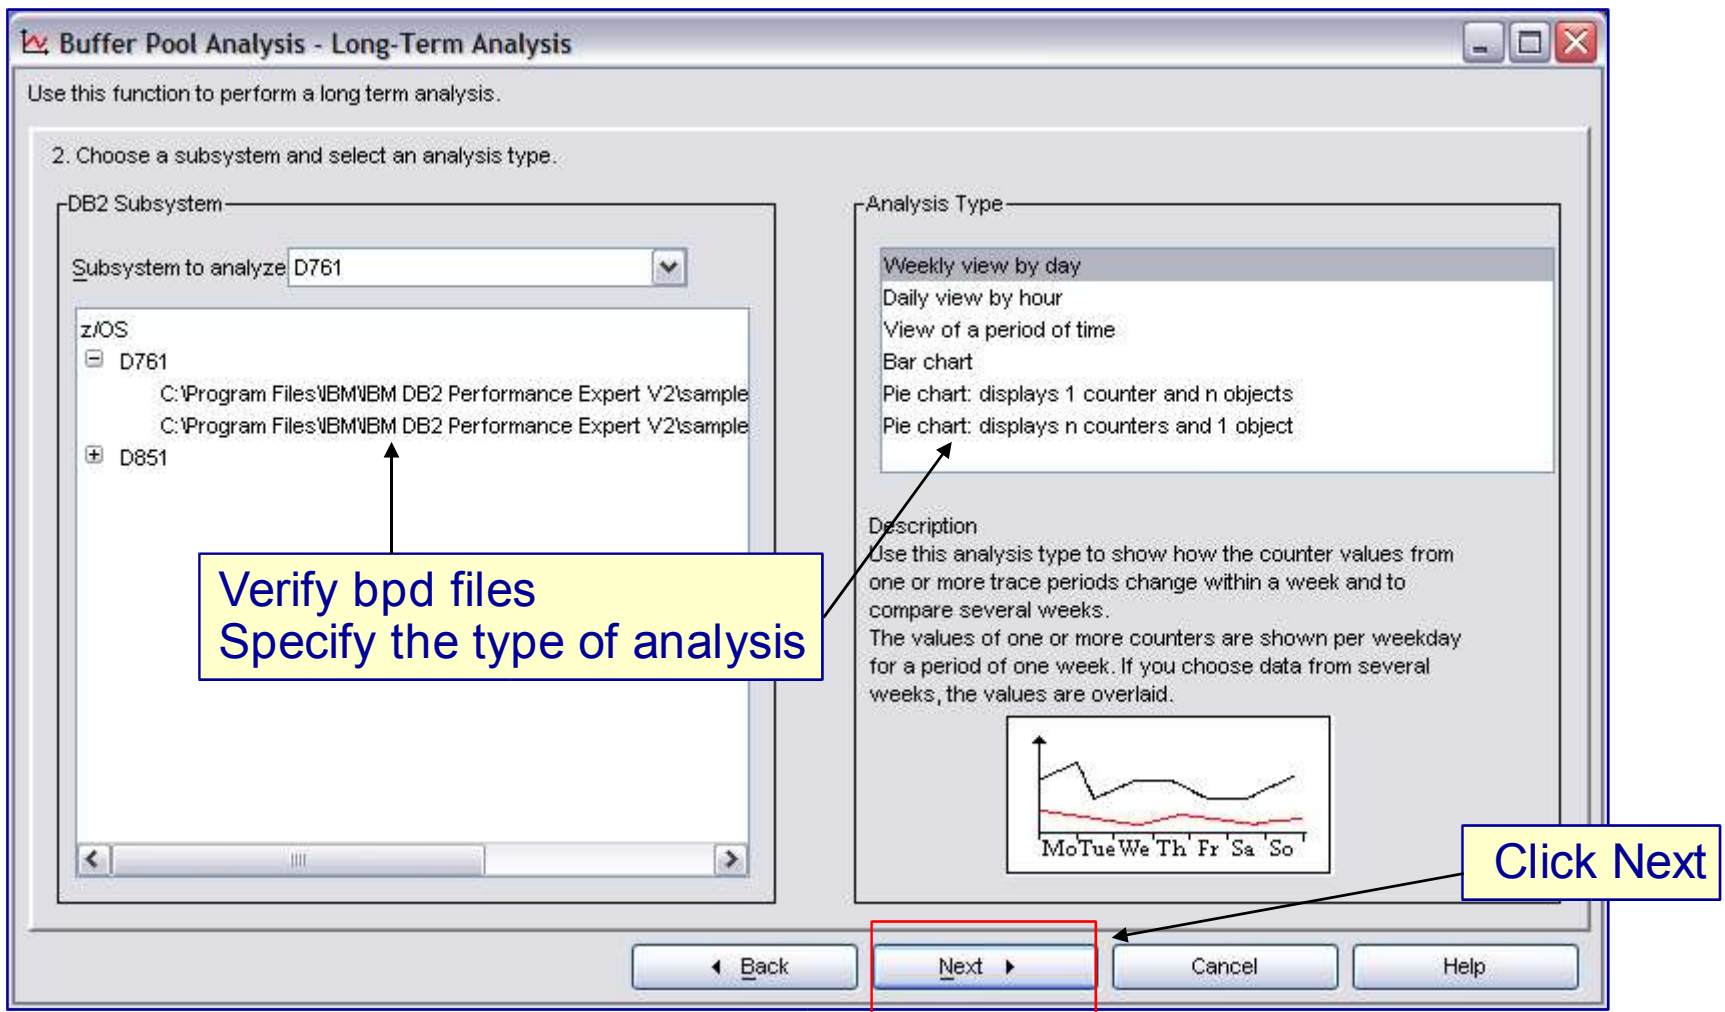 Buffer Pool Analysis - Long-Term Analysis
Use this function to perform a long term analysis.
2. Choose a subsystem and select an analysis type.
DB2 Subsystem
Subsystem to analyze D761
z/OS
D761
C:\Program Files\IBM\IBM DB2 Performance Expert V2\sample
C:\Program Files\IBM\IBM DB2 Performance Expert V2\sample
D851
Verify bpd files
Specify the type of analysis
Analysis Type
Weekly view by day
Daily view by hour
View of a period of time
Bar chart
Pie chart: displays 1 counter and n objects
Pie chart: displays n counters and 1 object
Description
Use this analysis type to show how the counter values from
one or more trace periods change within a week and to
compare several weeks.
The values of one or more counters are shown per weekday
for a period of one week. If you choose data from several
weeks, the values are overlaid.
Mo Tue We Th Fr Sa So
Click Next
Back
Next
Cancel
Help